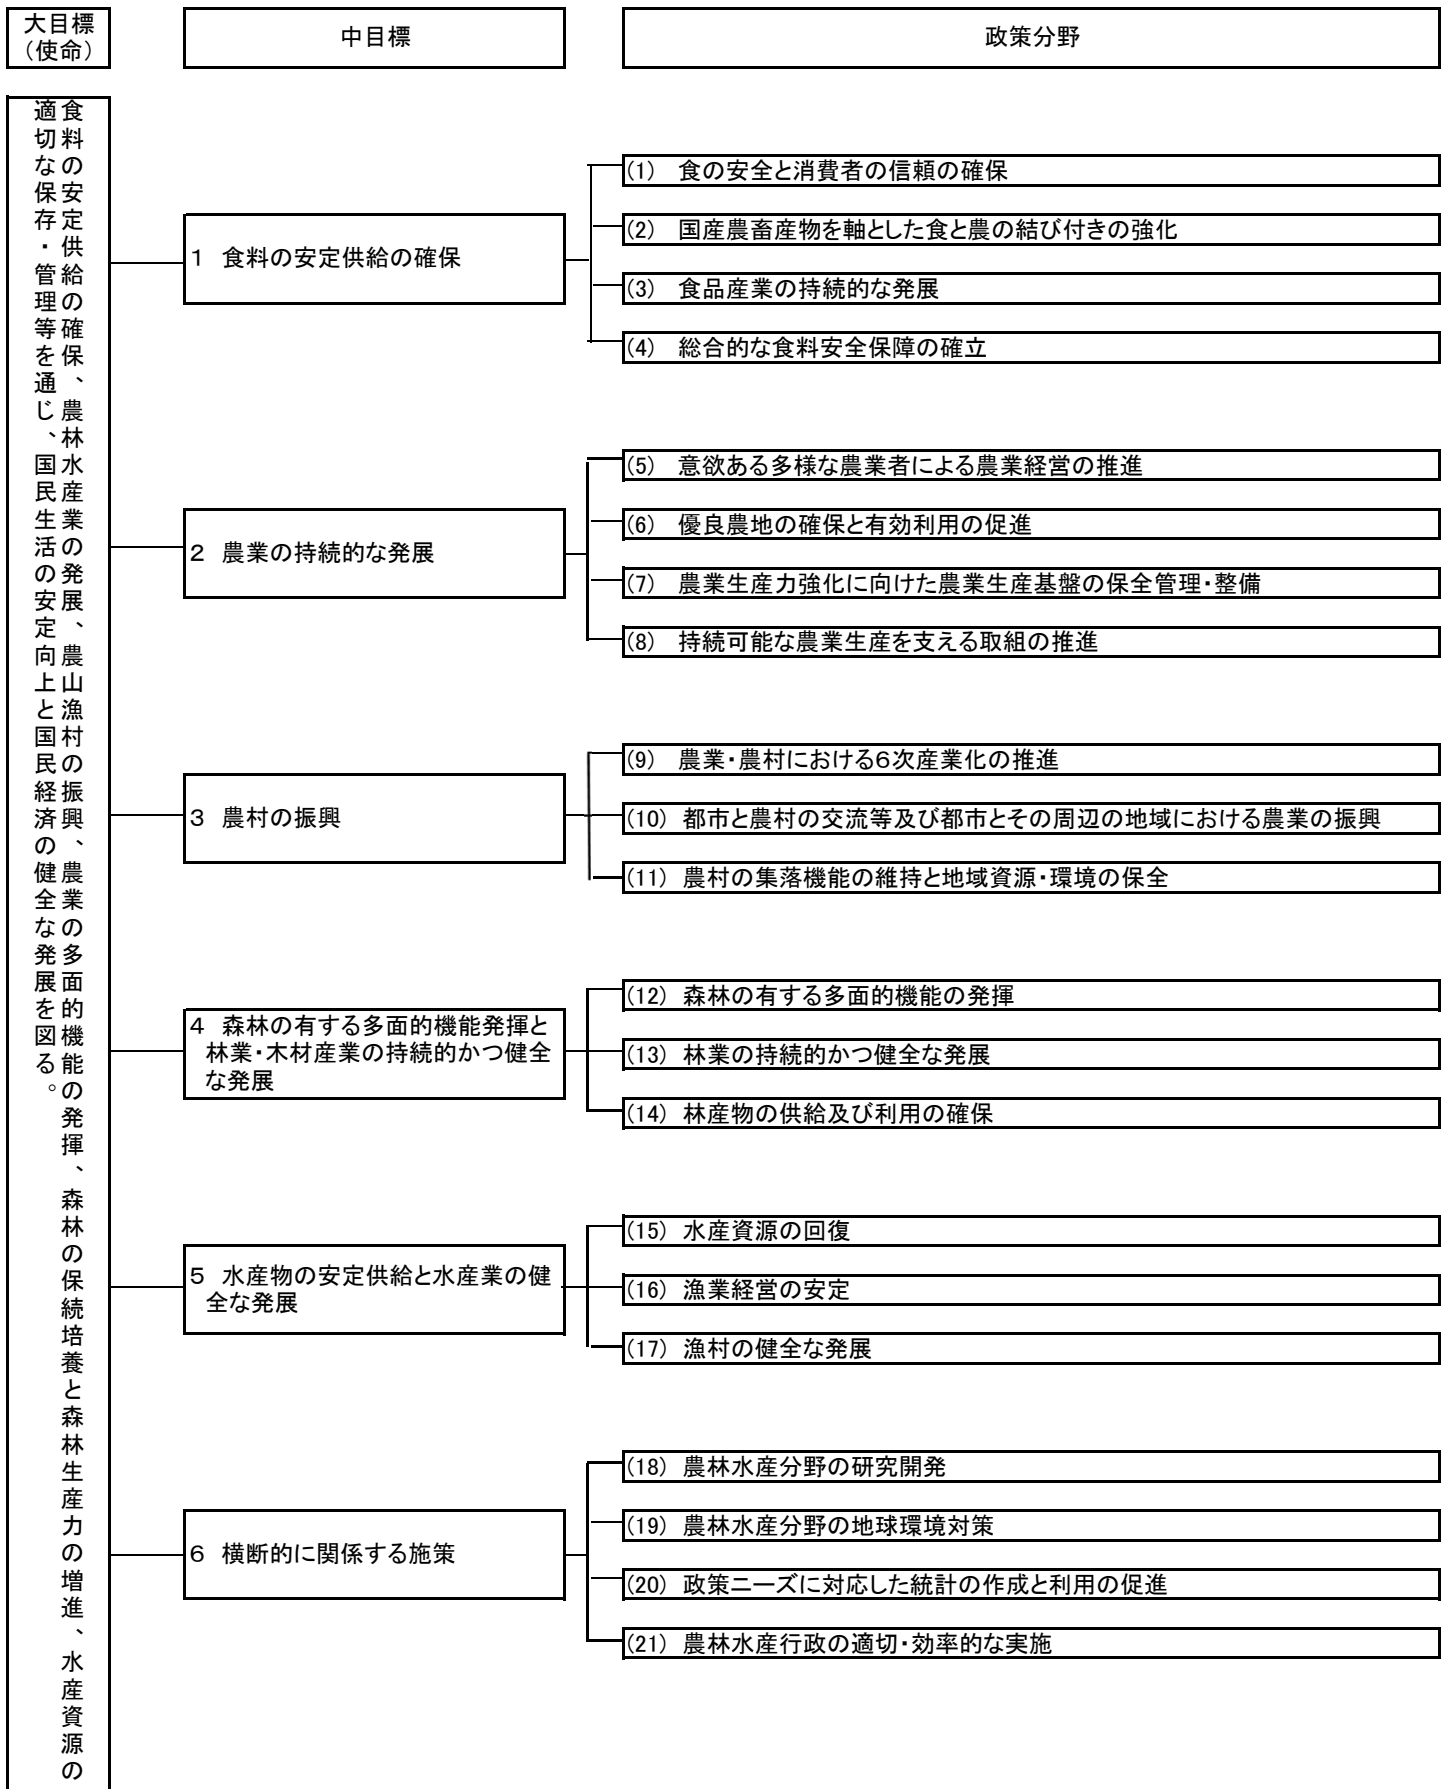 大目標
（使命）
中目標
政策分野
食料の安定供給の確保、農林水産業の発展、農山漁村の振興、農業の多面的機能の発揮、森林の保続培養と森林生産力の増進、水産資源の
適切な保存・管理等を通じ、国民生活の安定向上と国民経済の健全な発展を図る。
1 食料の安定供給の確保
(1) 食の安全と消費者の信頼の確保
(2) 国産農畜産物を軸とした食と農の結び付きの強化
(3) 食品産業の持続的な発展
(4) 総合的な食料安全保障の確立
2 農業の持続的な発展
(5) 意欲ある多様な農業者による農業経営の推進
(6) 優良農地の確保と有効利用の促進
(7) 農業生産力強化に向けた農業生産基盤の保全管理・整備
(8) 持続可能な農業生産を支える取組の推進
3 農村の振興
(9) 農業・農村における６次産業化の推進
(10) 都市と農村の交流等及び都市とその周辺の地域における農業の振興
(11) 農村の集落機能の維持と地域資源・環境の保全
4 森林の有する多面的機能発揮と
林業・木材産業の持続的かつ健全
な発展
(12) 森林の有する多面的機能の発揮
(13) 林業の持続的かつ健全な発展
(14) 林産物の供給及び利用の確保
5 水産物の安定供給と水産業の健
全な発展
(15) 水産資源の回復
(16) 漁業経営の安定
(17) 漁村の健全な発展
6 横断的に関係する施策
(18) 農林水産分野の研究開発
(19) 農林水産分野の地球環境対策
(20) 政策ニーズに対応した統計の作成と利用の促進
(21) 農林水産行政の適切・効率的な実施